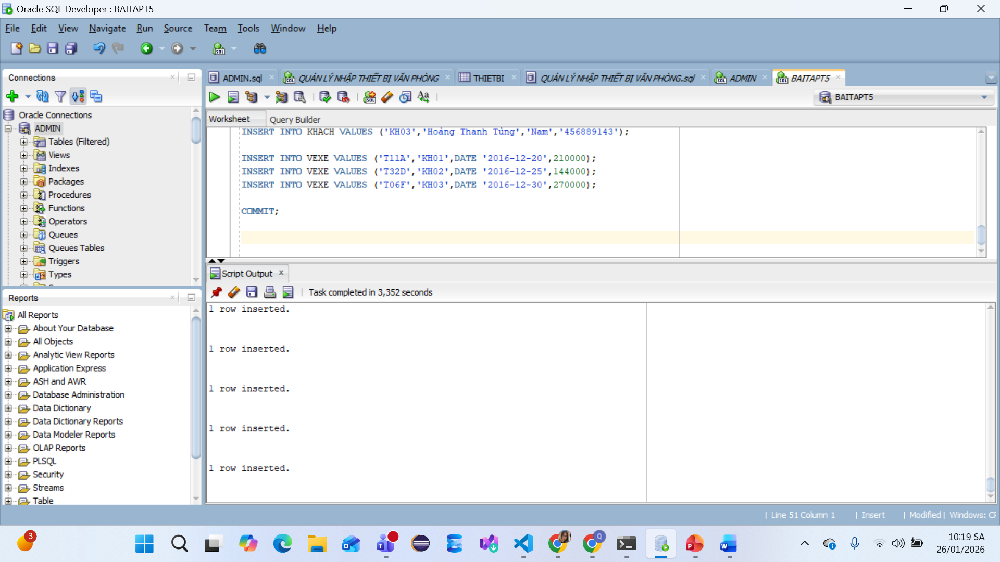 Oracle SQL Developer : BAITAPT5
File Edit View Navigate Run Source Team Tools Window Help
Connections
Oracle Connections
ADMIN
Tables (Filtered)
Views
Indexes
Packages
Procedures
Functions
Operators
Queues
Queues Tables
Triggers
Types
Reports
All Reports
About Your Database
All Objects
Analytic View Reports
Application Express
ASH and AWR
Database Administration
Data Dictionary
Data Dictionary Reports
Data Modeler Reports
OLAP Reports
PLSQL
Security
Streams
Table
ADMIN.sql QUẢN LÝ NHẬP THIẾT BỊ VĂN PHÒNG THIETBI QUẢN LÝ NHẬP THIẾT BỊ VĂN PHÒNG.sql ADMIN BAITAPT5
BAITAPT5
Worksheet Query Builder
INSERT INTO KHACH VALUES ('KH03','Hoàng Thanh Tùng','Nam','456889143');
INSERT INTO VEXE VALUES ('T11A','KH01',DATE '2016-12-20',210000);
INSERT INTO VEXE VALUES ('T32D','KH02',DATE '2016-12-25',144000);
INSERT INTO VEXE VALUES ('T06F','KH03',DATE '2016-12-30',270000);
COMMIT;
Script Output
Task completed in 3,352 seconds
1 row inserted.
1 row inserted.
1 row inserted.
1 row inserted.
1 row inserted.
| Line 51 Column 1 | Insert | Modified | Windows: CF
3
10:19 SA
26/01/2026